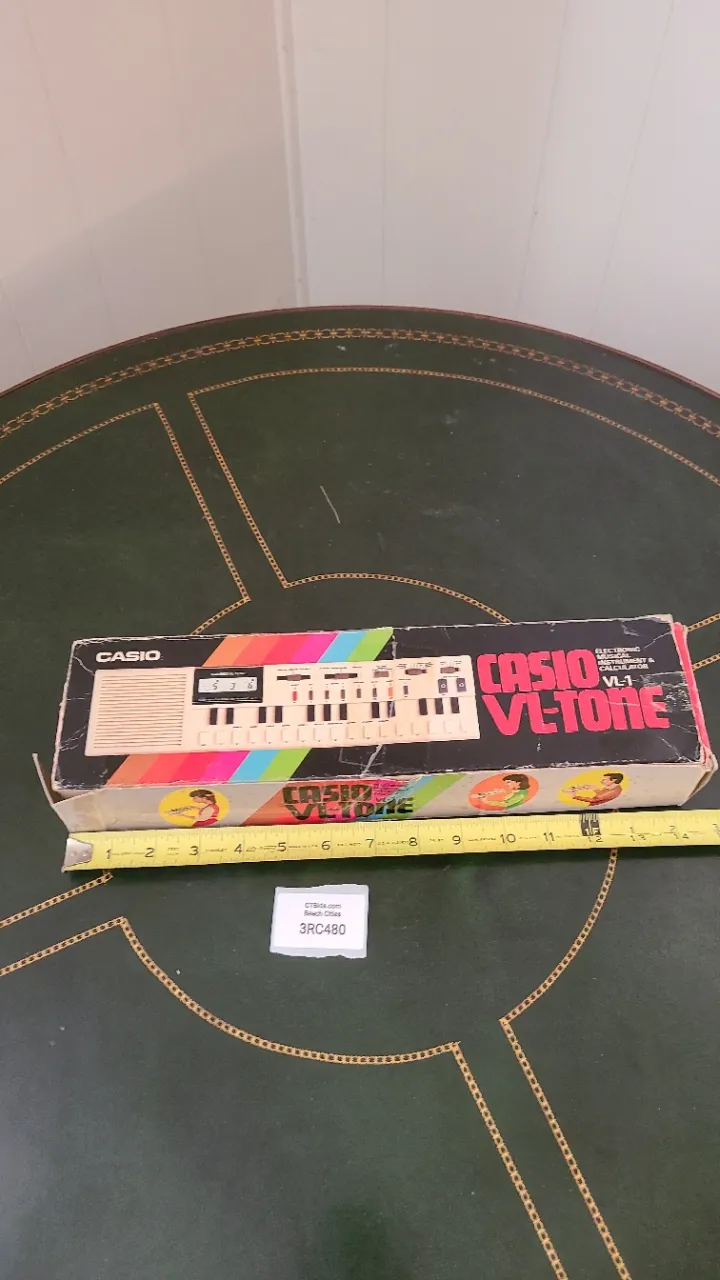 CASIO
CASIO
VL-TONE
ELECTRONIC
MUSICAL
INSTRUMENT &
CALCULATOR
VL-1
CASIO
VL-TONE
1 2 3 4 5 6 7 8 9 10 11 12
CTBids.com
Beach Cities
3RC480